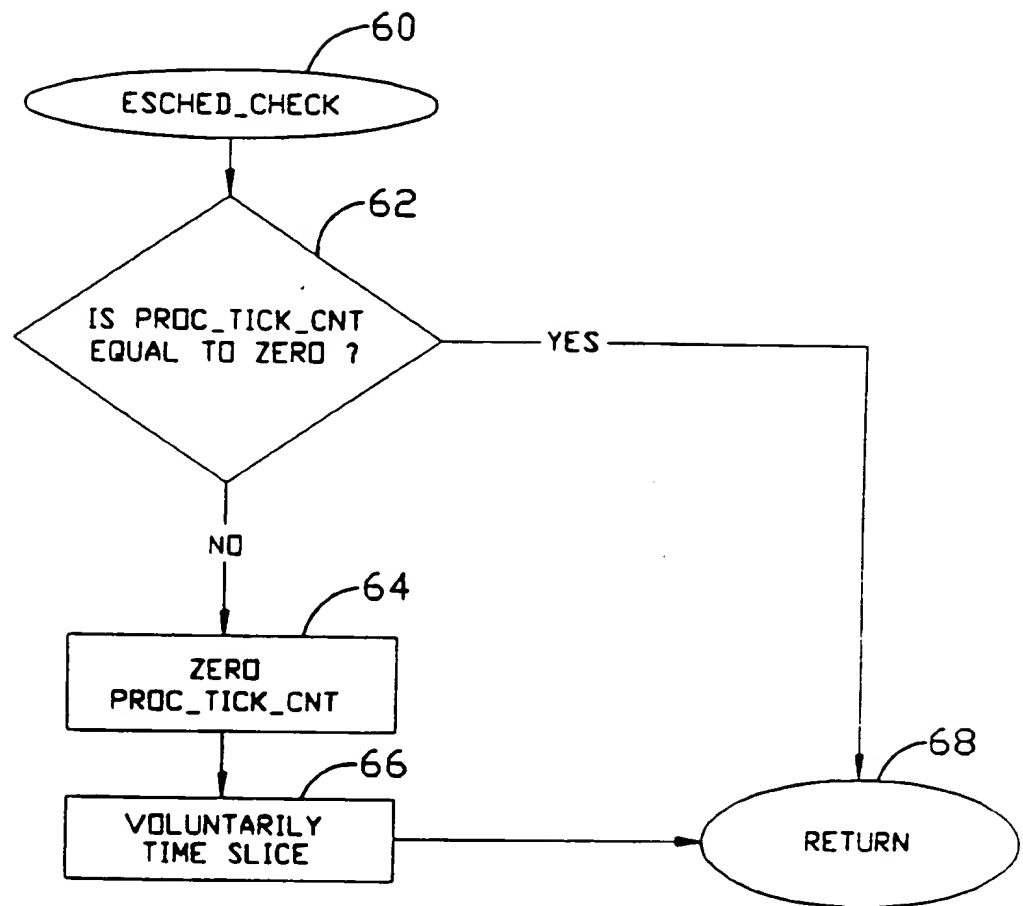 60
ESCHED_CHECK
62
IS PROC_TICK_CNT
EQUAL TO ZERO ?
YES
NO
64
ZERO
PROC_TICK_CNT
66
VOLUNTARILY
TIME SLICE
68
RETURN